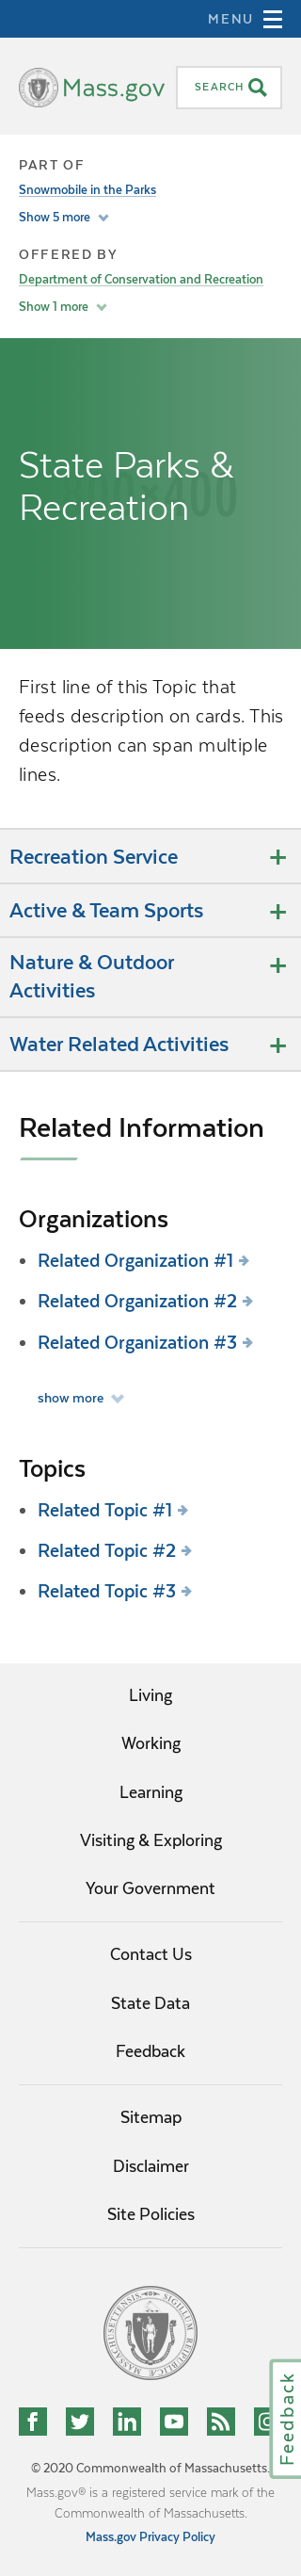 MENU
Mass.gov
SEARCH
PART OF
Snowmobile in the Parks
Show 5 more
OFFERED BY
Department of Conservation and Recreation
Show 1 more
State Parks &
Recreation
First line of this Topic that
feeds description on cards. This
description can span multiple
lines.
Recreation Service
Active & Team Sports
Nature & Outdoor
Activities
Water Related Activities
Related Information
Organizations
Related Organization #1
Related Organization #2
Related Organization #3
show more
Topics
Related Topic #1
Related Topic #2
Related Topic #3
Living
Working
Learning
Visiting & Exploring
Your Government
Contact Us
State Data
Feedback
Sitemap
Disclaimer
Site Policies
Feedback
© 2020 Commonwealth of Massachusetts.
Mass.gov® is a registered service mark of the
Commonwealth of Massachusetts.
Mass.gov Privacy Policy